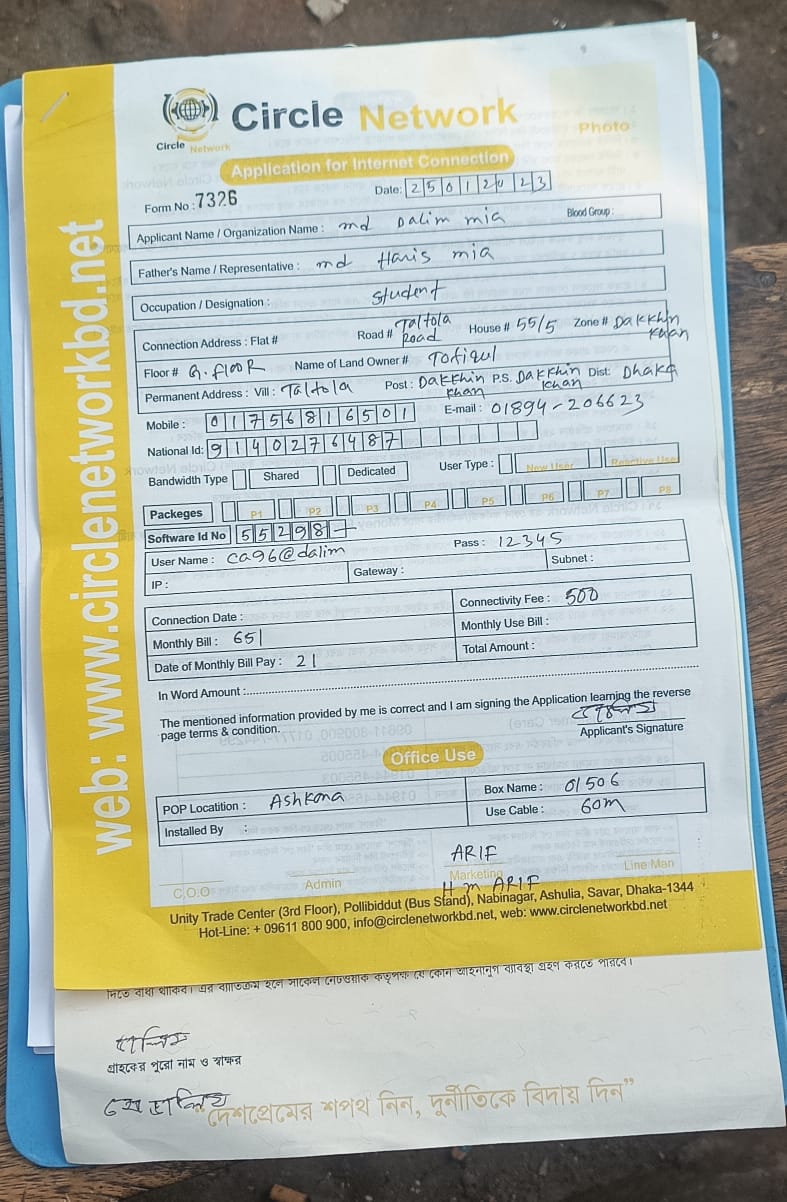 Circle Network
Circle Network
Photo
Application for Internet Connection
Form No : 7326
Date: 25012023
Applicant Name / Organization Name : md Dalim mia Blood Group :
Father's Name / Representative : md Haris mia
Occupation / Designation : Student
Connection Address : Flat # Road # Taltola Road House # 55/5 Zone # Dakkhin Khan
Floor # G. flooR Name of Land Owner # Tofiqul
Permanent Address : Vill : Taltola Post : Dakkhin Khan P.S. Dakkhin Khan Dist: Dhaka
Mobile : 01756816501 E-mail : 01894-206623
National Id: 9140276487
Bandwidth Type Shared Dedicated User Type : New User Reactive User
Packeges P1 P2 P3 P4 P5 P6 P7 P8
Software Id No 55298-
User Name : ca96@dalim Pass : 12345
IP : Gateway : Subnet :
Connection Date : Connectivity Fee : 500
Monthly Bill : 651 Monthly Use Bill :
Date of Monthly Bill Pay : 21 Total Amount :
In Word Amount :
The mentioned information provided by me is correct and I am signing the Application learning the reverse
page terms & condition.
Applicant's Signature
Office Use
POP Locatition : Ashkona Box Name : 01506
Installed By : Use Cable : 60m
ARIF
C.O.O Admin Marketing Line Man
H m ARIF
Unity Trade Center (3rd Floor), Pollibiddut (Bus Stand), Nabinagar, Ashulia, Savar, Dhaka-1344
Hot-Line: + 09611 800 900, info@circlenetworkbd.net, web: www.circlenetworkbd.net
web: www.circlenetworkbd.net
গ্রাহকের পুরো নাম ও স্বাক্ষর
"দেশপ্রেমের শপথ নিন, দুর্নীতিকে বিদায় দিন"